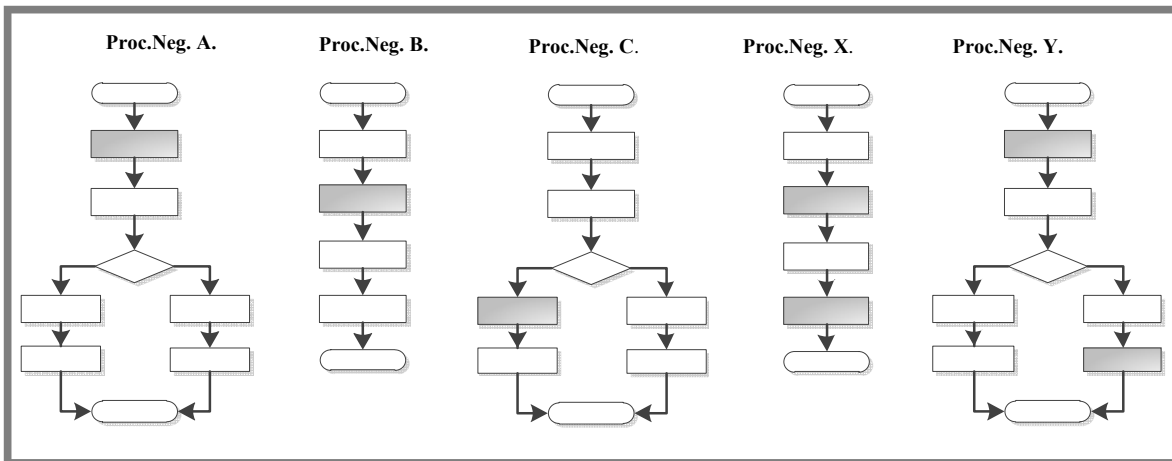 Proc.Neg. A.
Proc.Neg. B.
Proc.Neg. C.
Proc.Neg. X.
Proc.Neg. Y.